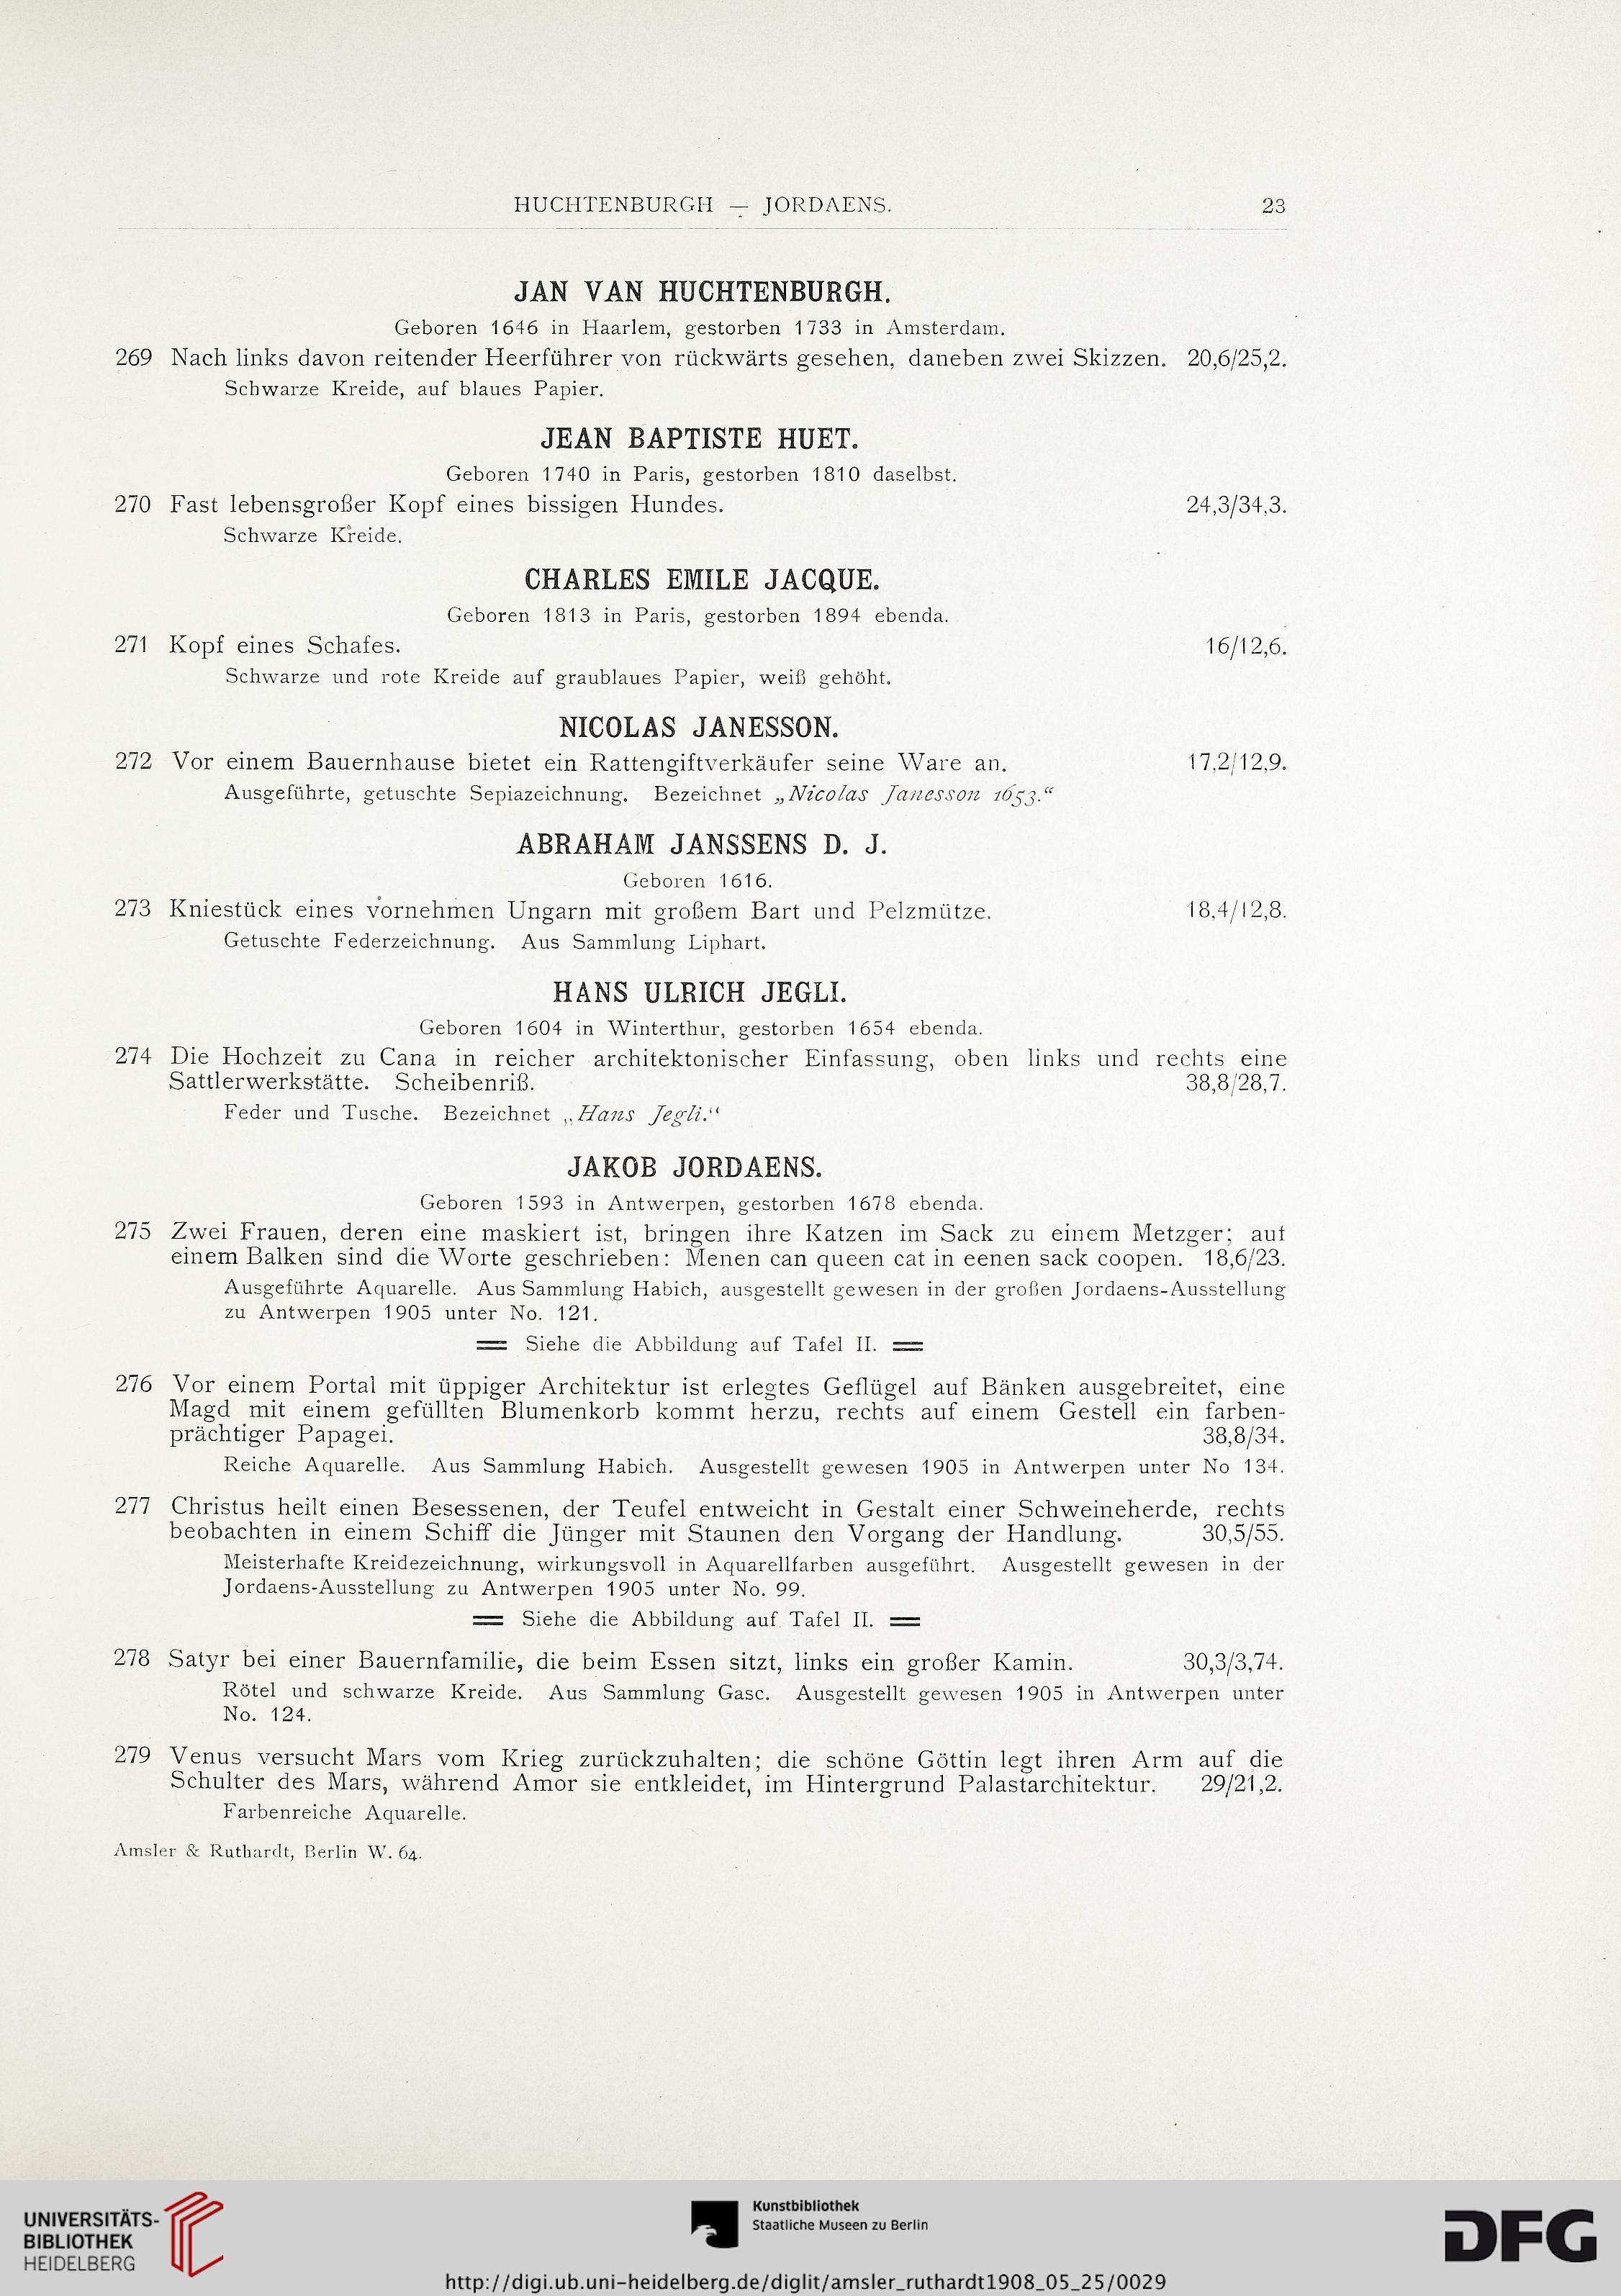 HUCHTENBURGH — JORDAENS. 23
JAN VAN HUCHTENBURGH.
Geboren 1646 in Haarlem, gestorben 1733 in Amsterdam.
269 Nach links davon reitender Heerführer von rückwärts gesehen, daneben zwei Skizzen. 20,6/25,2.
Schwarze Kreide, auf blaues Papier.
JEAN BAPTISTE HUET.
Geboren 1740 in Paris, gestorben 1810 daselbst.
270 Fast lebensgroßer Kopf eines bissigen Hundes. 24,3/34,3.
Schwarze Kreide.
CHARLES EMILE JACQUE.
Geboren 1813 in Paris, gestorben 1894 ebenda.
271 Kopf eines Schafes. 16/12,6.
Schwarze und rote Kreide auf graublaues Papier, weiß gehöht.
NICOLAS JANESSON.
272 Vor einem Bauernhause bietet ein Rattengiftverkäufer seine Ware an. 17,2/12,9.
Ausgeführte, getuschte Sepiazeichnung. Bezeichnet „Nicolas Janesson 1653.“
ABRAHAM JANSSENS D. J.
Geboren 1616.
273 Kniestück eines vornehmen Ungarn mit großem Bart und Pelzmütze. 18,4/12,8.
Getuschte Federzeichnung. Aus Sammlung Liphart.
HANS ULRICH JEGLI.
Geboren 1604 in Winterthur, gestorben 1654 ebenda.
274 Die Hochzeit zu Cana in reicher architektonischer Einfassung, oben links und rechts eine
Sattlerwerkstätte. Scheibenriß. 38,8/28,7.
Feder und Tusche. Bezeichnet „Hans Jegli.“
JAKOB JORDAENS.
Geboren 1593 in Antwerpen, gestorben 1678 ebenda.
275 Zwei Frauen, deren eine maskiert ist, bringen ihre Katzen im Sack zu einem Metzger; auf
einem Balken sind die Worte geschrieben: Menen can queen cat in eenen sack coopen. 18,6/23.
Ausgeführte Aquarelle. Aus Sammlung Habich, ausgestellt gewesen in der großen Jordaens-Ausstellung
zu Antwerpen 1905 unter No. 121.
═ Siehe die Abbildung auf Tafel II. ═
276 Vor einem Portal mit üppiger Architektur ist erlegtes Geflügel auf Bänken ausgebreitet, eine
Magd mit einem gefüllten Blumenkorb kommt herzu, rechts auf einem Gestell ein farben-
prächtiger Papagei. 38,8/34.
Reiche Aquarelle. Aus Sammlung Habich. Ausgestellt gewesen 1905 in Antwerpen unter No 134.
277 Christus heilt einen Besessenen, der Teufel entweicht in Gestalt einer Schweineherde, rechts
beobachten in einem Schiff die Jünger mit Staunen den Vorgang der Handlung. 30,5/55.
Meisterhafte Kreidezeichnung, wirkungsvoll in Aquarellfarben ausgeführt. Ausgestellt gewesen in der
Jordaens-Ausstellung zu Antwerpen 1905 unter No. 99.
═ Siehe die Abbildung auf Tafel II. ═
278 Satyr bei einer Bauernfamilie, die beim Essen sitzt, links ein großer Kamin. 30,3/3,74.
Rötel und schwarze Kreide. Aus Sammlung Gasc. Ausgestellt gewesen 1905 in Antwerpen unter
No. 124.
279 Venus versucht Mars vom Krieg zurückzuhalten; die schöne Göttin legt ihren Arm auf die
Schulter des Mars, während Amor sie entkleidet, im Hintergrund Palastarchitektur. 29/21,2.
Farbenreiche Aquarelle.
Amsler & Ruthardt, Berlin W. 64.
UNIVERSITÄTS-
BIBLIOTHEK
HEIDELBERG
Kunstbibliothek
Staatliche Museen zu Berlin
DFG
http://digi.ub.uni-heidelberg.de/diglit/amsler_ruthardt1908_05_25/0029